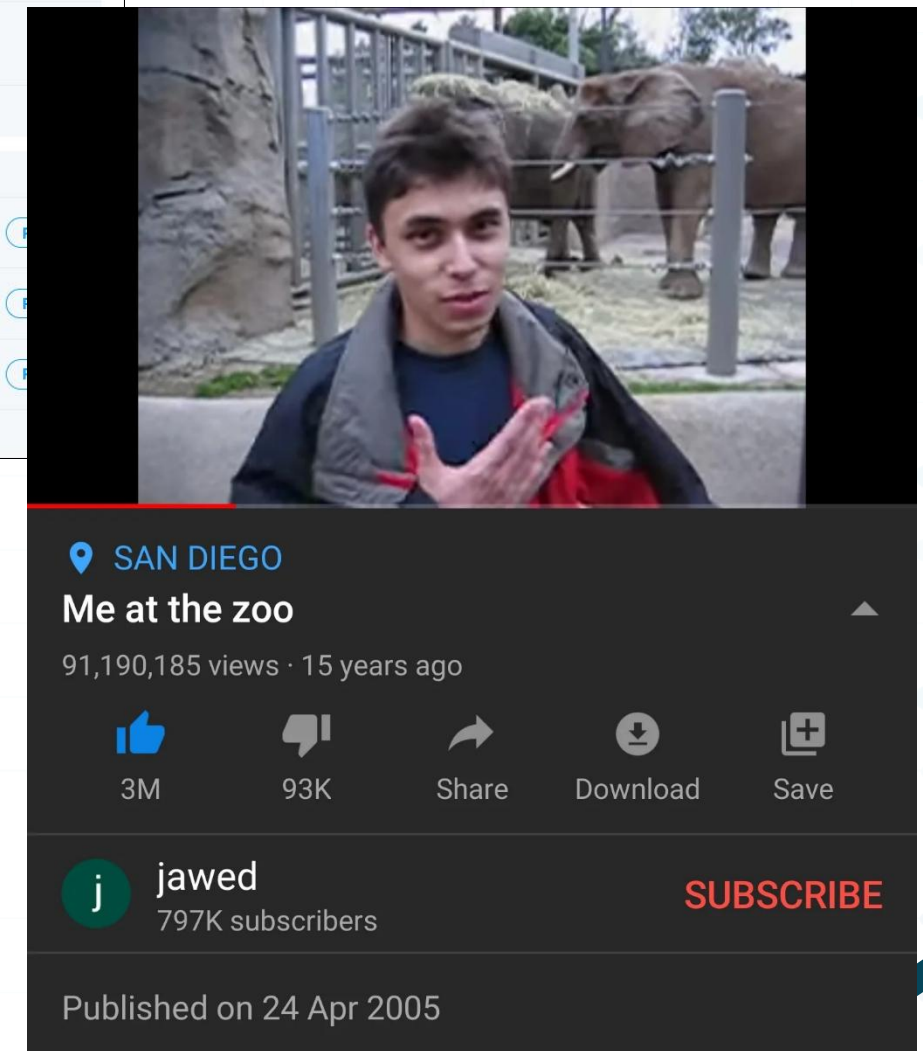 SAN DIEGO
Me at the zoo
91,190,185 views · 15 years ago
3M 93K Share Download Save
j jawed SUBSCRIBE
797K subscribers
Published on 24 Apr 2005